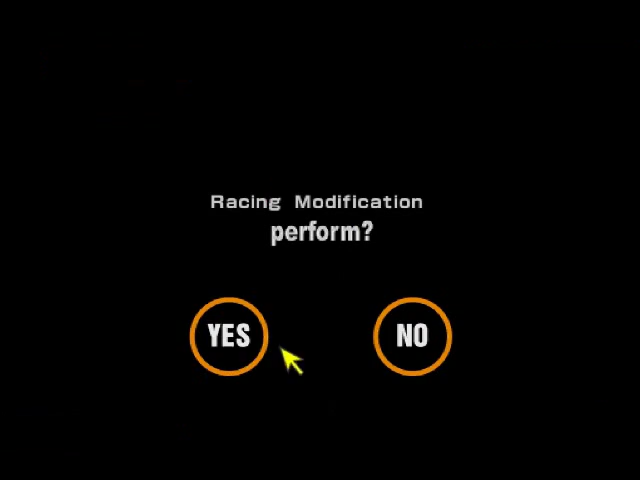 Racing Modification
perform?
YES
NO